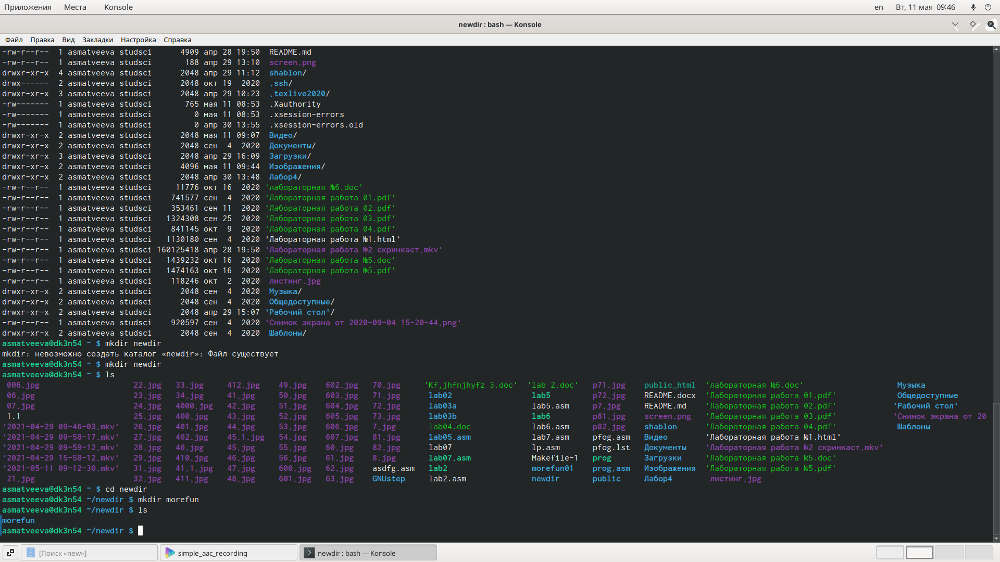 Приложения Места Konsole en Вт, 11 мая 09:46
newdir : bash — Konsole
Файл Правка Вид Закладки Настройка Справка
-rw-r--r-- 1 asmatveeva studsci 4909 апр 28 19:50 README.md
-rw-r--r-- 1 asmatveeva studsci 188 апр 29 13:10 screen.png
drwxr-xr-x 4 asmatveeva studsci 2048 апр 29 11:12 shablon/
drwx------ 2 asmatveeva studsci 2048 окт 19 2020 .ssh/
drwxr-xr-x 3 asmatveeva studsci 2048 апр 29 10:23 .texlive2020/
-rw------- 1 asmatveeva studsci 765 мая 11 08:53 .Xauthority
-rw------- 1 asmatveeva studsci 0 мая 11 08:53 .xsession-errors
-rw------- 1 asmatveeva studsci 0 апр 30 13:55 .xsession-errors.old
drwxr-xr-x 2 asmatveeva studsci 2048 мая 11 09:07 Видео/
drwxr-xr-x 2 asmatveeva studsci 2048 сен 4 2020 Документы/
drwxr-xr-x 3 asmatveeva studsci 2048 апр 29 16:09 Загрузки/
drwxr-xr-x 2 asmatveeva studsci 4096 мая 11 09:44 Изображения/
drwxr-xr-x 2 asmatveeva studsci 2048 апр 30 13:48 Лабор4/
-rw-r--r-- 1 asmatveeva studsci 11776 окт 16 2020 'лабораторная №6.doc'
-rw-r--r-- 1 asmatveeva studsci 741577 сен 4 2020 'Лабораторная работа 01.pdf'
-rw-r--r-- 1 asmatveeva studsci 353461 сен 11 2020 'Лабораторная работа 02.pdf'
-rw-r--r-- 1 asmatveeva studsci 1324308 сен 25 2020 'Лабораторная работа 03.pdf'
-rw-r--r-- 1 asmatveeva studsci 841145 окт 9 2020 'Лабораторная работа 04.pdf'
-rw-r--r-- 1 asmatveeva studsci 1130180 сен 4 2020 'Лабораторная работа №1.html'
-rw-r--r-- 1 asmatveeva studsci 160125418 апр 28 19:50 'Лабораторная работа №2 скринкаст.mkv'
-rw-r--r-- 1 asmatveeva studsci 1439232 окт 16 2020 'Лабораторная работа №5.doc'
-rw-r--r-- 1 asmatveeva studsci 1474163 окт 16 2020 'Лабораторная работа №5.pdf'
-rw-r--r-- 1 asmatveeva studsci 118246 окт 2 2020 листинг.jpg
drwxr-xr-x 2 asmatveeva studsci 2048 сен 4 2020 Музыка/
drwxr-xr-x 2 asmatveeva studsci 2048 сен 4 2020 Общедоступные/
drwxr-xr-x 2 asmatveeva studsci 2048 апр 29 15:07 'Рабочий стол'/
-rw-r--r-- 1 asmatveeva studsci 920597 сен 4 2020 'Снимок экрана от 2020-09-04 15-20-44.png'
drwxr-xr-x 2 asmatveeva studsci 2048 сен 4 2020 Шаблоны/
asmatveeva@dk3n54 ~ $ mkdir newdir
mkdir: невозможно создать каталог «newdir»: Файл существует
asmatveeva@dk3n54 ~ $ mkdir newdir
asmatveeva@dk3n54 ~ $ ls
006.jpg 22.jpg 33.jpg 412.jpg 49.jpg 602.jpg 70.jpg 'Kf,jhfnjhyfz 3.doc' 'lab 2.doc' p71.jpg public_html 'лабораторная №6.doc' Музыка
06.jpg 23.jpg 34.jpg 41.jpg 50.jpg 603.jpg 71.jpg lab02 lab5 p72.jpg README.docx 'Лабораторная работа 01.pdf' Общедоступные
07.jpg 24.jpg 4000.jpg 42.jpg 51.jpg 604.jpg 72.jpg lab03a lab5.asm p7.jpg README.md 'Лабораторная работа 02.pdf' 'Рабочий стол'
1.1 25.jpg 400.jpg 43.jpg 52.jpg 605.jpg 73.jpg lab03b lab6 p81.jpg screen.png 'Лабораторная работа 03.pdf' 'Снимок экрана от 20
'2021-04-29 09-46-03.mkv' 26.jpg 401.jpg 44.jpg 53.jpg 606.jpg 7.jpg lab04.doc lab6.asm p82.jpg shablon 'Лабораторная работа 04.pdf' Шаблоны
'2021-04-29 09-58-17.mkv' 27.jpg 402.jpg 45.1.jpg 54.jpg 607.jpg 81.jpg lab05.asm lab7.asm pfog.asm Видео 'Лабораторная работа №1.html'
'2021-04-29 09-59-12.mkv' 28.jpg 40.jpg 45.jpg 55.jpg 60.jpg 82.jpg lab07 lp.asm pfog.lst Документы 'Лабораторная работа №2 скринкаст.mkv'
'2021-04-29 15-58-12.mkv' 29.jpg 410.jpg 46.jpg 56.jpg 61.jpg 8.jpg lab07.asm Makefile-1 prog Загрузки 'Лабораторная работа №5.doc'
'2021-05-11 09-12-30.mkv' 31.jpg 41.1.jpg 47.jpg 600.jpg 62.jpg asdfg.asm lab2 morefun01 prog.asm Изображения 'Лабораторная работа №5.pdf'
21.jpg 32.jpg 411.jpg 48.jpg 601.jpg 63.jpg GNUstep lab2.asm newdir public Лабор4 листинг.jpg
asmatveeva@dk3n54 ~ $ cd newdir
asmatveeva@dk3n54 ~/newdir $ mkdir morefun
asmatveeva@dk3n54 ~/newdir $ ls
morefun
asmatveeva@dk3n54 ~/newdir $
[Поиск «new»] simple_aac_recording newdir : bash — Konsole